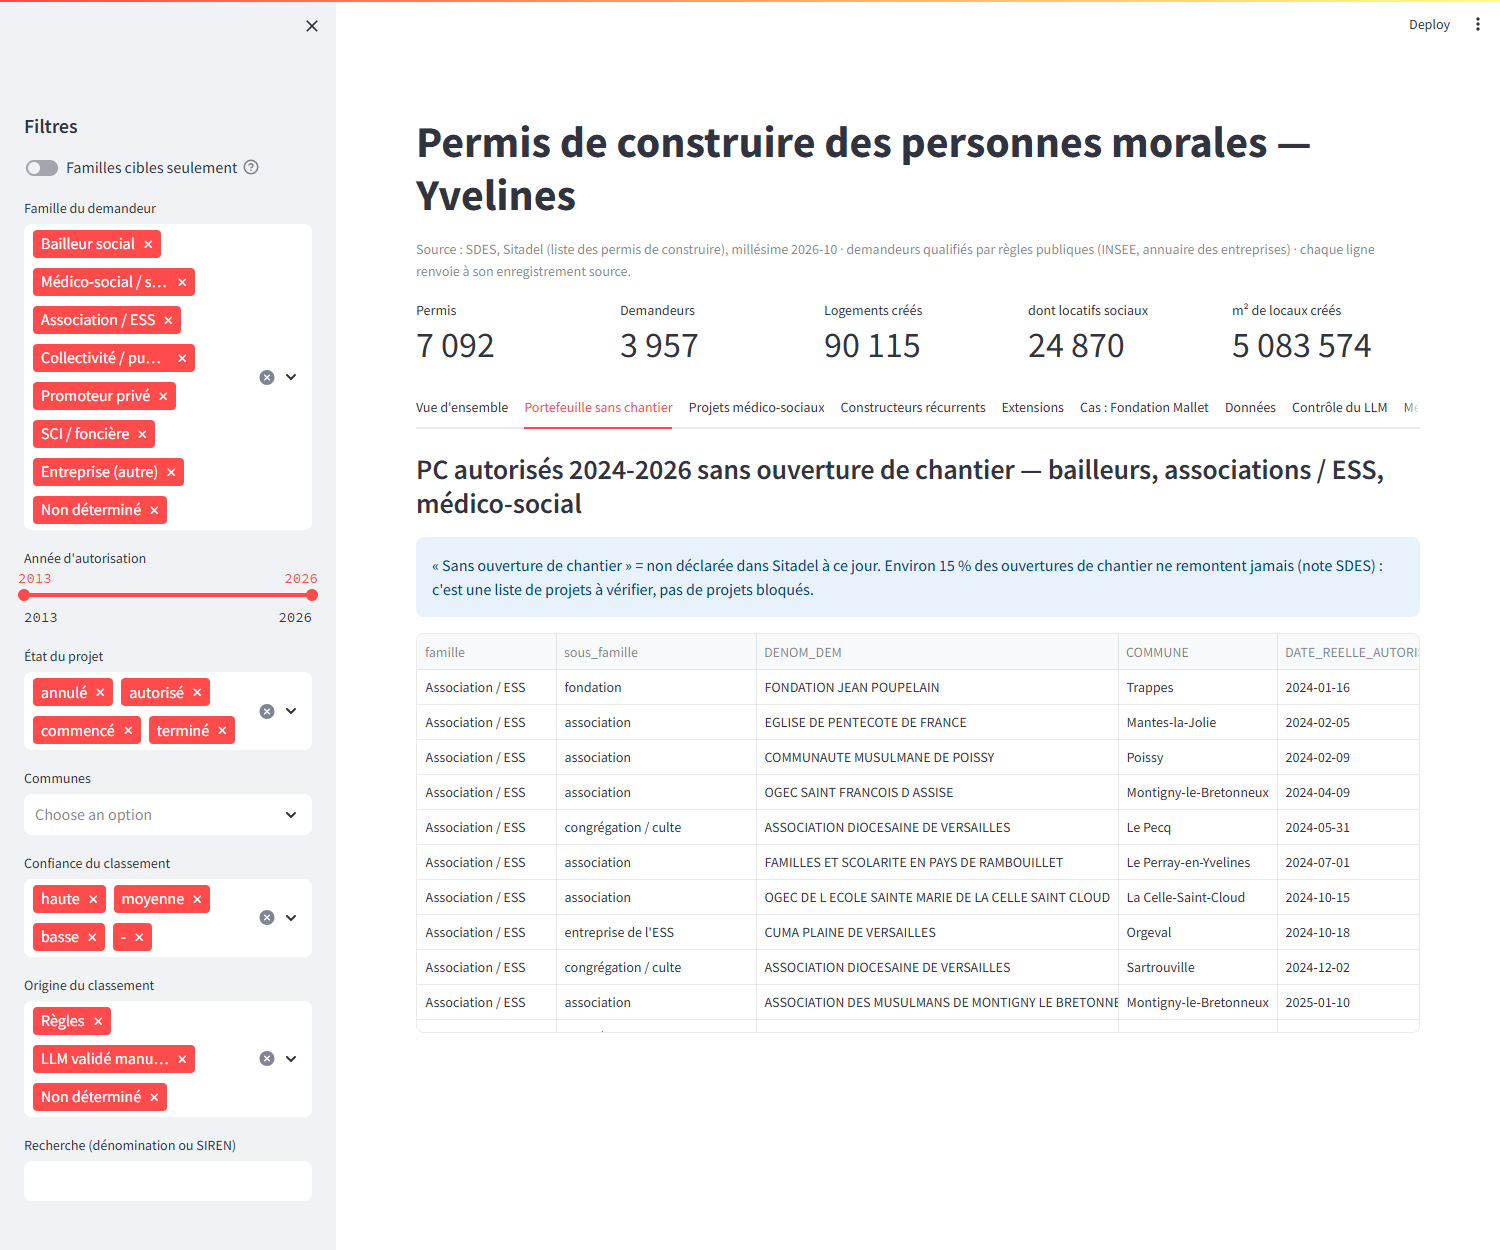 Deploy
Filtres
Familles cibles seulement
Famille du demandeur
Bailleur social
Médico-social / s...
Association / ESS
Collectivité / pu...
Promoteur privé
SCI / foncière
Entreprise (autre)
Non déterminé
Année d'autorisation
2013 2026
2013 2026
État du projet
annulé autorisé
commencé terminé
Communes
Choose an option
Confiance du classement
haute moyenne
basse -
Origine du classement
Règles
LLM validé manu...
Non déterminé
Recherche (dénomination ou SIREN)
Permis de construire des personnes morales —
Yvelines
Source : SDES, Sitadel (liste des permis de construire), millésime 2026-10 · demandeurs qualifiés par règles publiques (INSEE, annuaire des entreprises) · chaque ligne
renvoie à son enregistrement source.
Permis Demandeurs Logements créés dont locatifs sociaux m² de locaux créés
7 092 3 957 90 115 24 870 5 083 574
Vue d'ensemble Portefeuille sans chantier Projets médico-sociaux Constructeurs récurrents Extensions Cas : Fondation Mallet Données Contrôle du LLM
PC autorisés 2024-2026 sans ouverture de chantier — bailleurs, associations / ESS,
médico-social
« Sans ouverture de chantier » = non déclarée dans Sitadel à ce jour. Environ 15 % des ouvertures de chantier ne remontent jamais (note SDES) :
c'est une liste de projets à vérifier, pas de projets bloqués.
famille sous_famille DENOM_DEM COMMUNE DATE_REELLE_AUTORI
Association / ESS fondation FONDATION JEAN POUPELAIN Trappes 2024-01-16
Association / ESS association EGLISE DE PENTECOTE DE FRANCE Mantes-la-Jolie 2024-02-05
Association / ESS association COMMUNAUTE MUSULMANE DE POISSY Poissy 2024-02-09
Association / ESS association OGEC SAINT FRANCOIS D ASSISE Montigny-le-Bretonneux 2024-04-09
Association / ESS congrégation / culte ASSOCIATION DIOCESAINE DE VERSAILLES Le Pecq 2024-05-31
Association / ESS association FAMILLES ET SCOLARITE EN PAYS DE RAMBOUILLET Le Perray-en-Yvelines 2024-07-01
Association / ESS association OGEC DE L ECOLE SAINTE MARIE DE LA CELLE SAINT CLOUD La Celle-Saint-Cloud 2024-10-15
Association / ESS entreprise de l'ESS CUMA PLAINE DE VERSAILLES Orgeval 2024-10-18
Association / ESS congrégation / culte ASSOCIATION DIOCESAINE DE VERSAILLES Sartrouville 2024-12-02
Association / ESS association ASSOCIATION DES MUSULMANS DE MONTIGNY LE BRETONNE Montigny-le-Bretonneux 2025-01-10